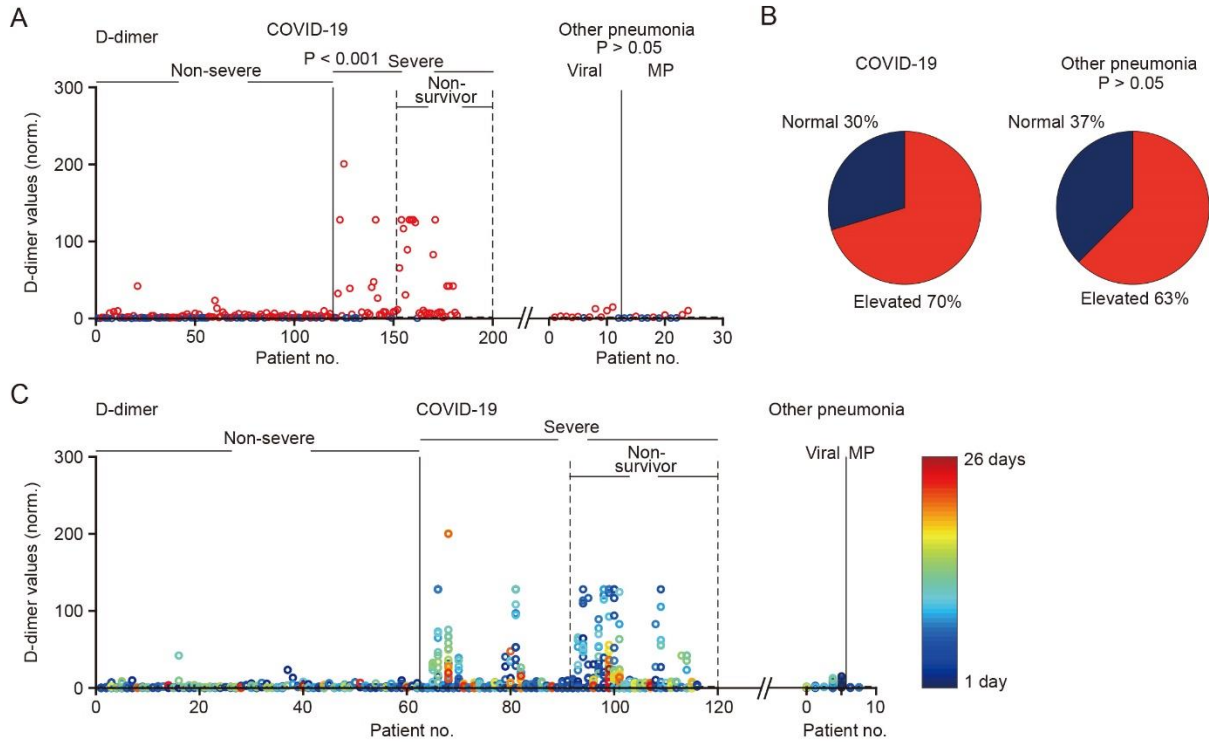 A
D-dimer
COVID-19
P < 0.001
Severe
Non-severe
Non-
survivor
Other pneumonia
P > 0.05
Viral
MP
D-dimer values (norm.)
300
200
100
0
0 50 100 150 200
0 10 20 30
Patient no.
Patient no.
B
COVID-19
Other pneumonia
P > 0.05
Normal 30%
Normal 37%
Elevated 70%
Elevated 63%
C
D-dimer
COVID-19
Other pneumonia
Severe
Non-severe
Non-
survivor
Viral MP
D-dimer values (norm.)
300
200
100
0
0 20 40 60 80 100 120
0 5 10
Patient no.
Patient no.
26 days
1 day